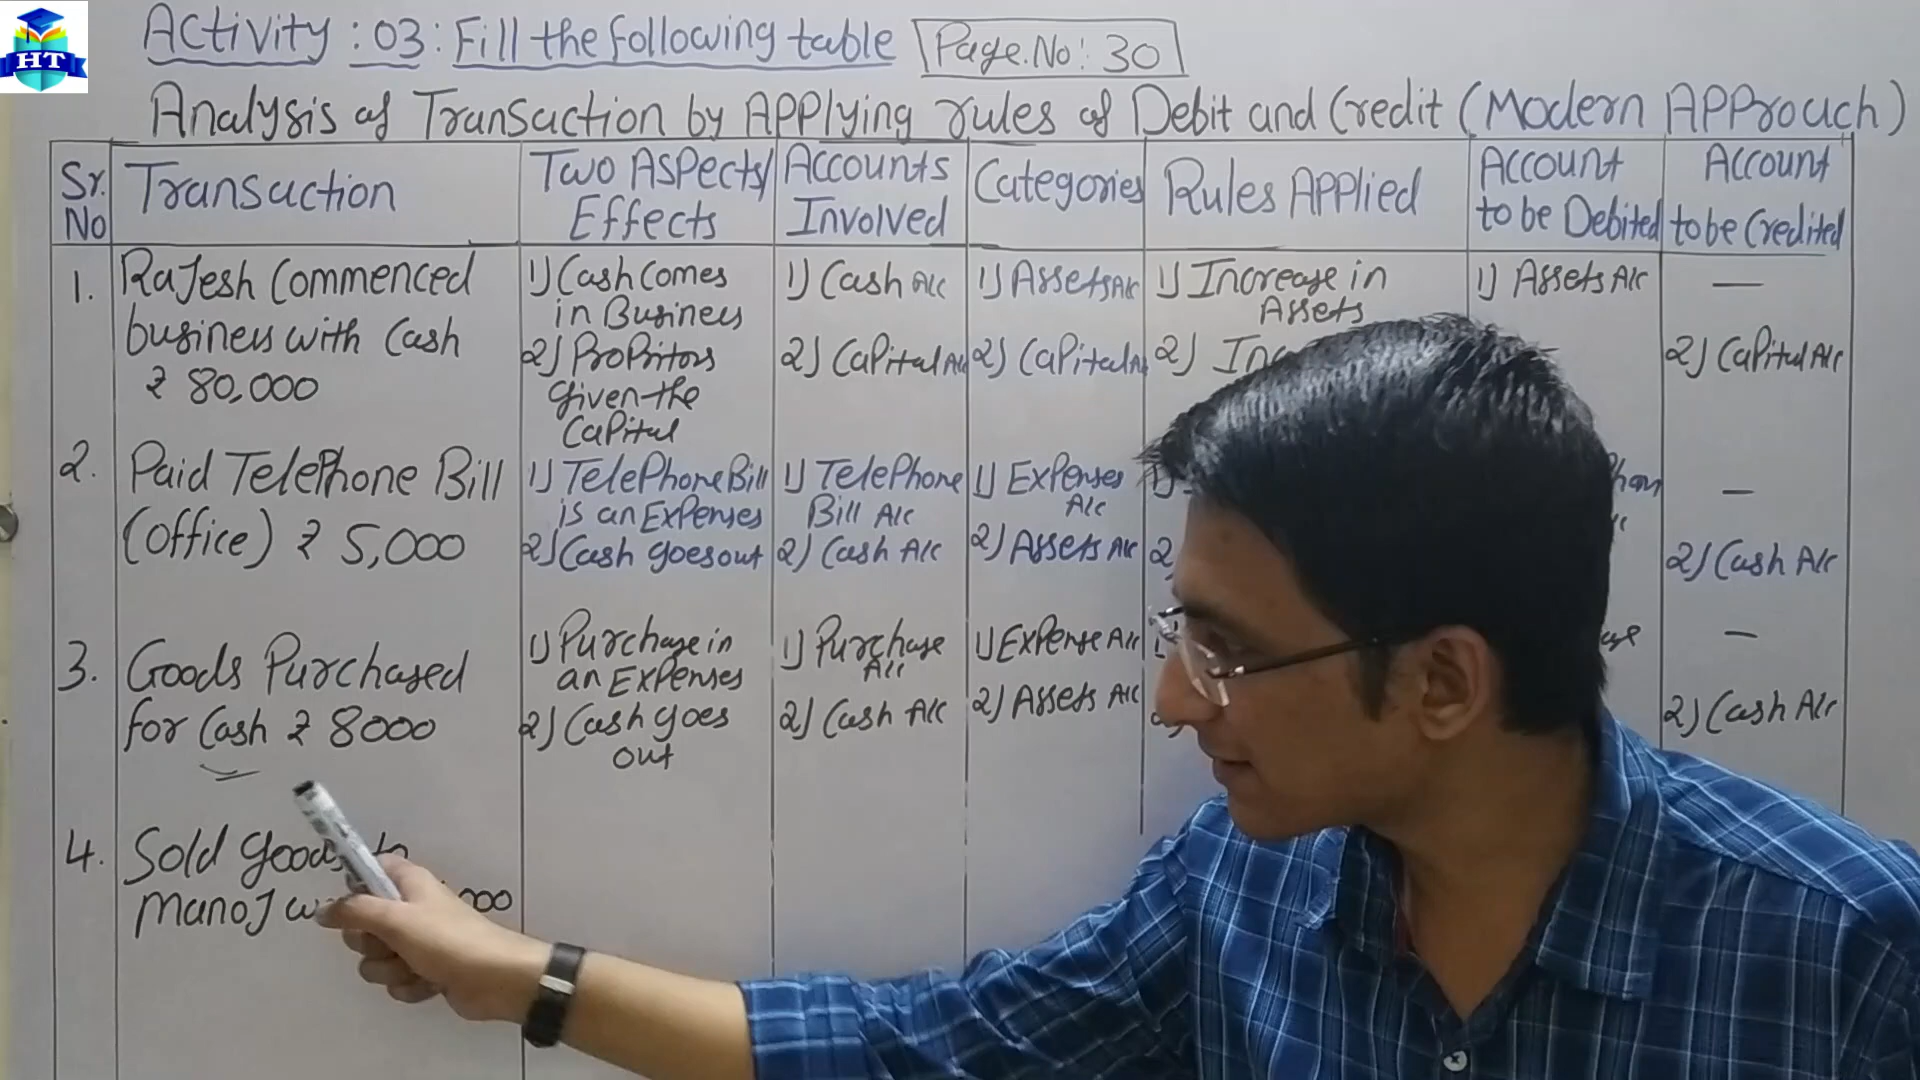 HT
Activity : 03 : Fill the following table
Page.No: 30
Analysis of Transaction by Applying rules of Debit and Credit (Modern Approach)
Sr. No
Transaction
Two Aspects/ Effects
Accounts Involved
Categories
Rules Applied
Account to be Debited
Account to be Credited
1.
Rajesh Commenced
business with Cash
₹ 80,000
1) Cash Comes
in Business
2) Propritors
given the
Capital
1) Cash A/c
2) Capital A/c
1) Assets A/c
2) Capital A/c
1) Increase in
Assets
2)
1) Assets A/c
—
2) Capital A/c
2.
Paid Telephone Bill
(office) ₹ 5,000
1) Telephone Bill
is an Expenses
2) Cash goes out
1) Telephone
Bill A/c
2) Cash A/c
1) Expenses
A/c
2) Assets A/c
—
2) Cash A/c
3.
Goods Purchased
for Cash ₹ 8000
1) Purchase in
an Expenses
2) Cash goes
out
1) Purchase
A/c
2) Cash A/c
1) Expense A/c
2) Assets A/c
—
2) Cash A/c
4.
Sold goods to
Manoj